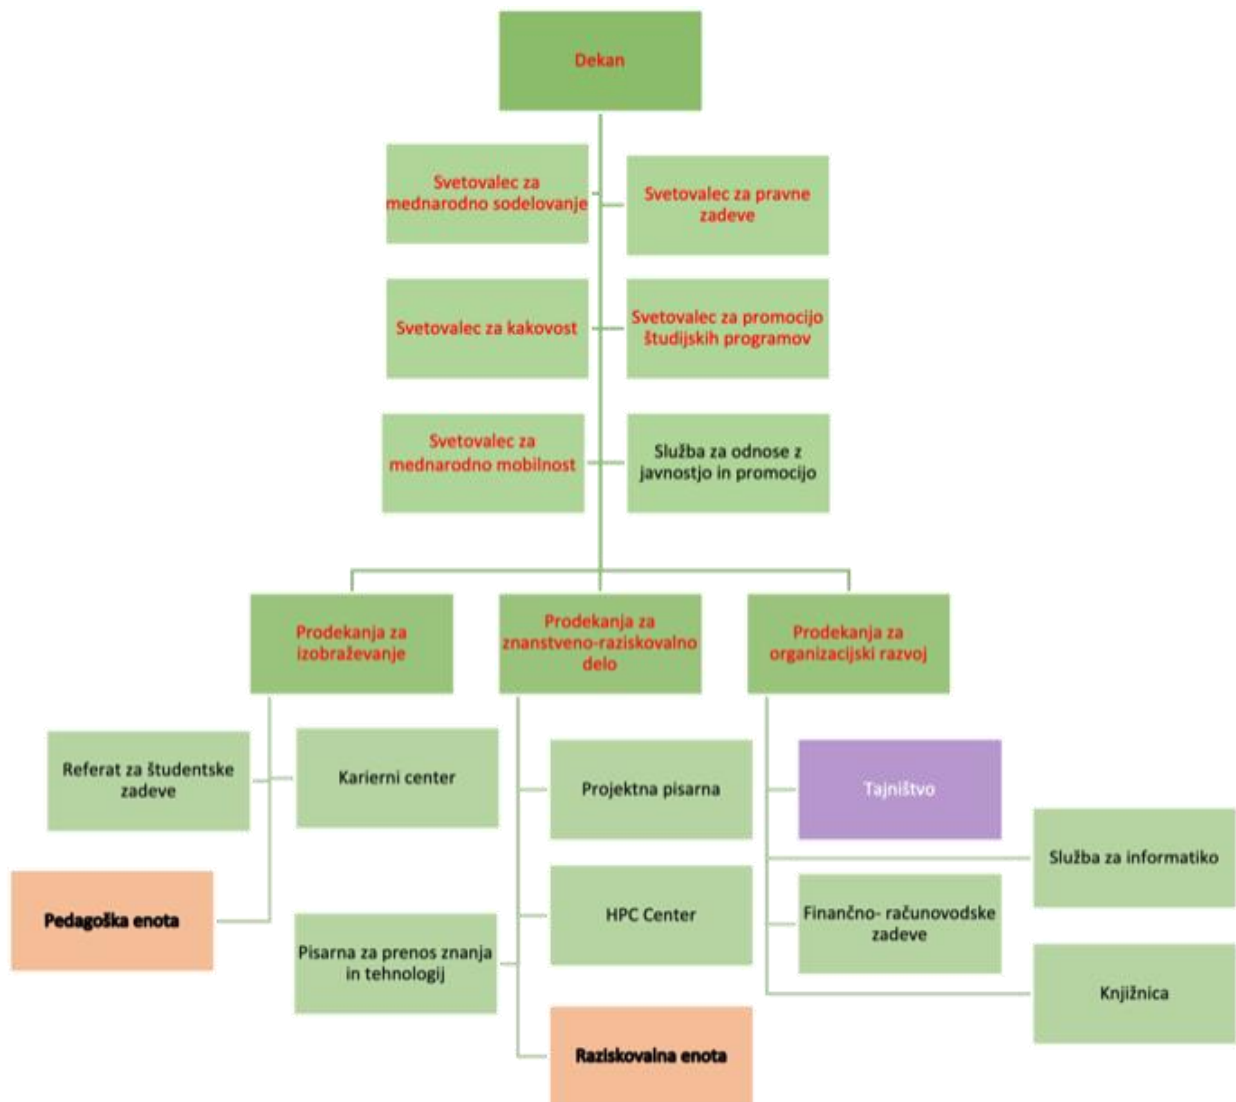 Dekan
Svetovalec za
mednarodno sodelovanje
Svetovalec za pravne
zadeve
Svetovalec za kakovost
Svetovalec za promocijo
študijskih programov
Svetovalec za
mednarodno mobilnost
Služba za odnose z
javnostjo in promocijo
Prodekanja za
izobraževanje
Prodekanja za
znanstveno-raziskovalno
delo
Prodekanja za
organizacijski razvoj
Referat za študentske
zadeve
Karierni center
Projektna pisarna
Tajništvo
Služba za informatiko
Pedagoška enota
Pisarna za prenos znanja
in tehnologij
HPC Center
Finančno- računovodske
zadeve
Knjižnica
Raziskovalna enota